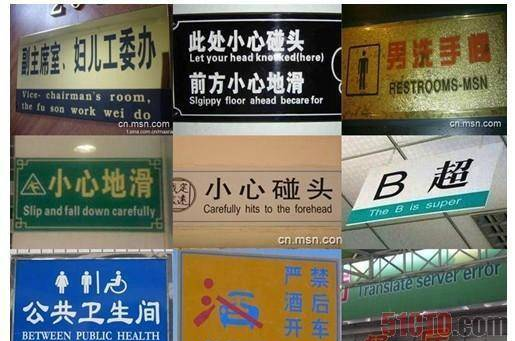 副主席室、妇儿工委办
Vice- chairman's room,
the fu son work wei do
cn.msn.com
此处小心碰头
Let your head knocked(here)
前方小心地滑
Slgippy floor ahead becare for
cn.msn.com
男洗手间
RESTROOMS-MSN
cn.msn.com
小心地滑
Slip and fall down carefully
小心碰头
Carefully hits to the forehead
cn.msn.com
B 超
The B is super
公共卫生间
BETWEEN PUBLIC HEALTH
严禁
酒后
开车
Translate server error
51CTO.com